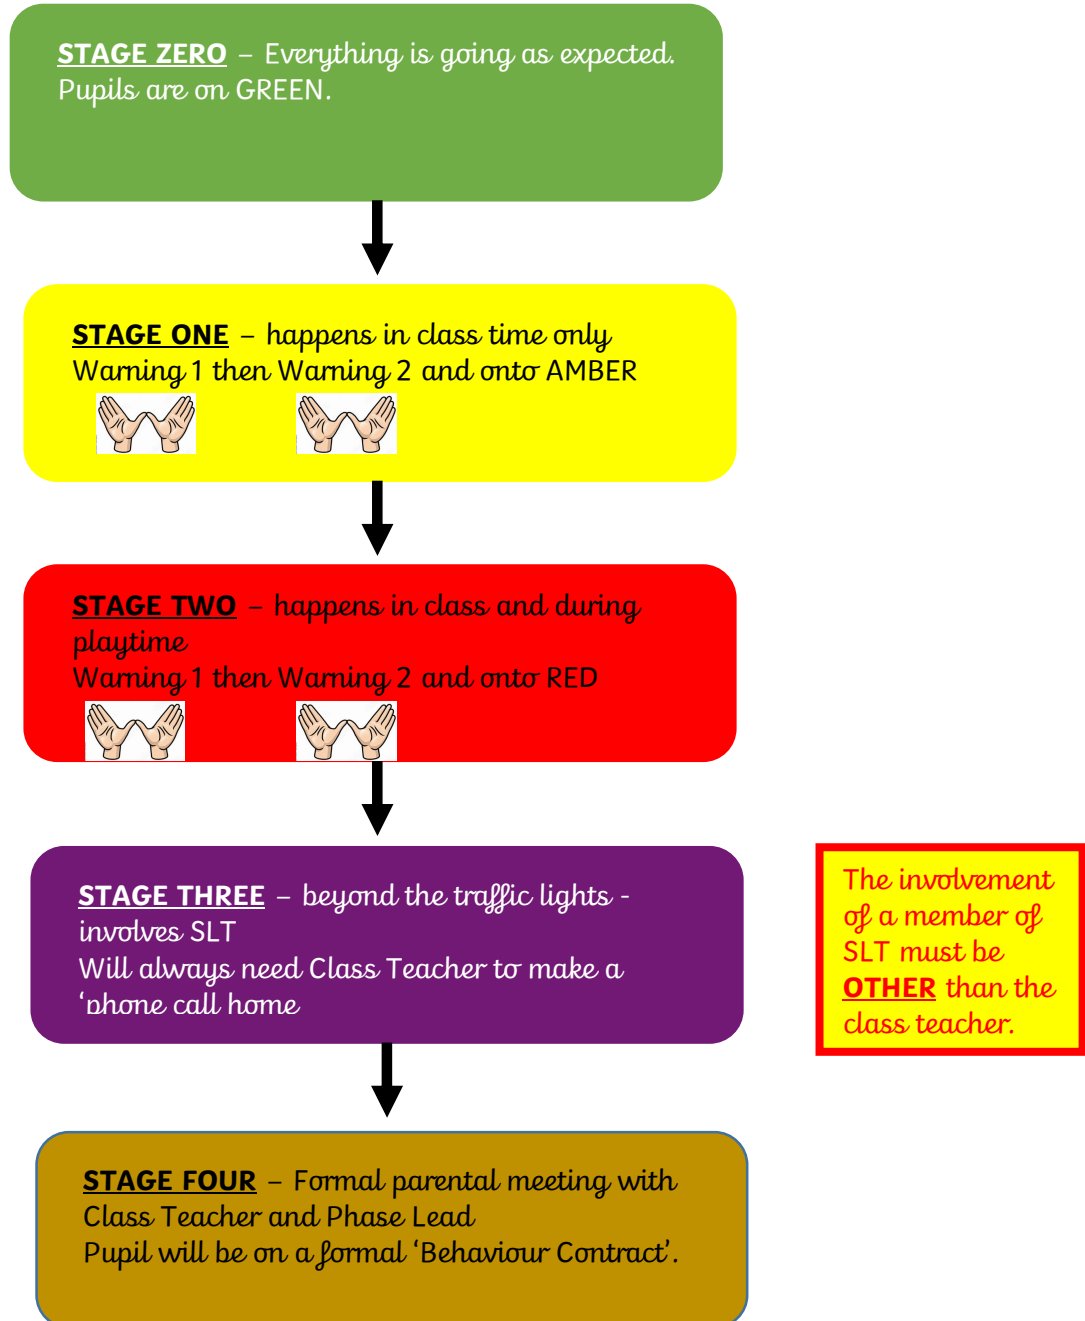 STAGE ZERO – Everything is going as expected.
Pupils are on GREEN.
STAGE ONE – happens in class time only
Warning 1 then Warning 2 and onto AMBER
STAGE TWO – happens in class and during
playtime
Warning 1 then Warning 2 and onto RED
STAGE THREE – beyond the traffic lights -
involves SLT
Will always need Class Teacher to make a
‘phone call home
The involvement
of a member of
SLT must be
OTHER than the
class teacher.
STAGE FOUR – Formal parental meeting with
Class Teacher and Phase Lead
Pupil will be on a formal ‘Behaviour Contract’.